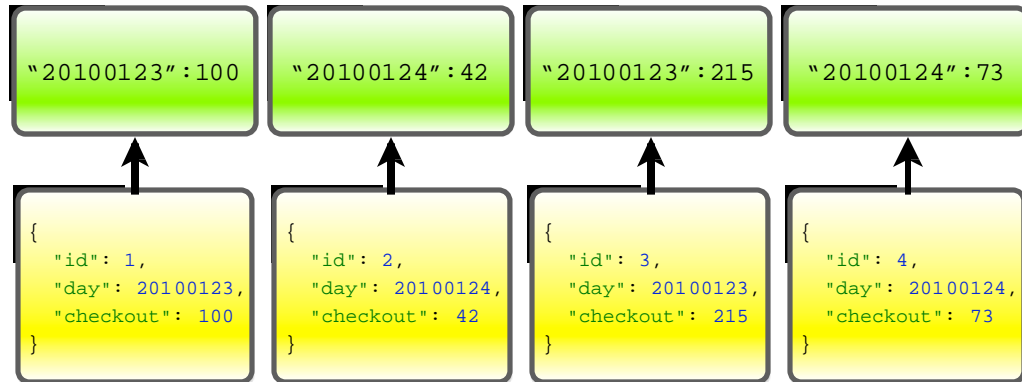 “20100123”:100
“20100124”:42
“20100123”:215
“20100124”:73
{
"id": 1,
"day": 20100123,
"checkout": 100
}
{
"id": 2,
"day": 20100124,
"checkout": 42
}
{
"id": 3,
"day": 20100123,
"checkout": 215
}
{
"id": 4,
"day": 20100124,
"checkout": 73
}